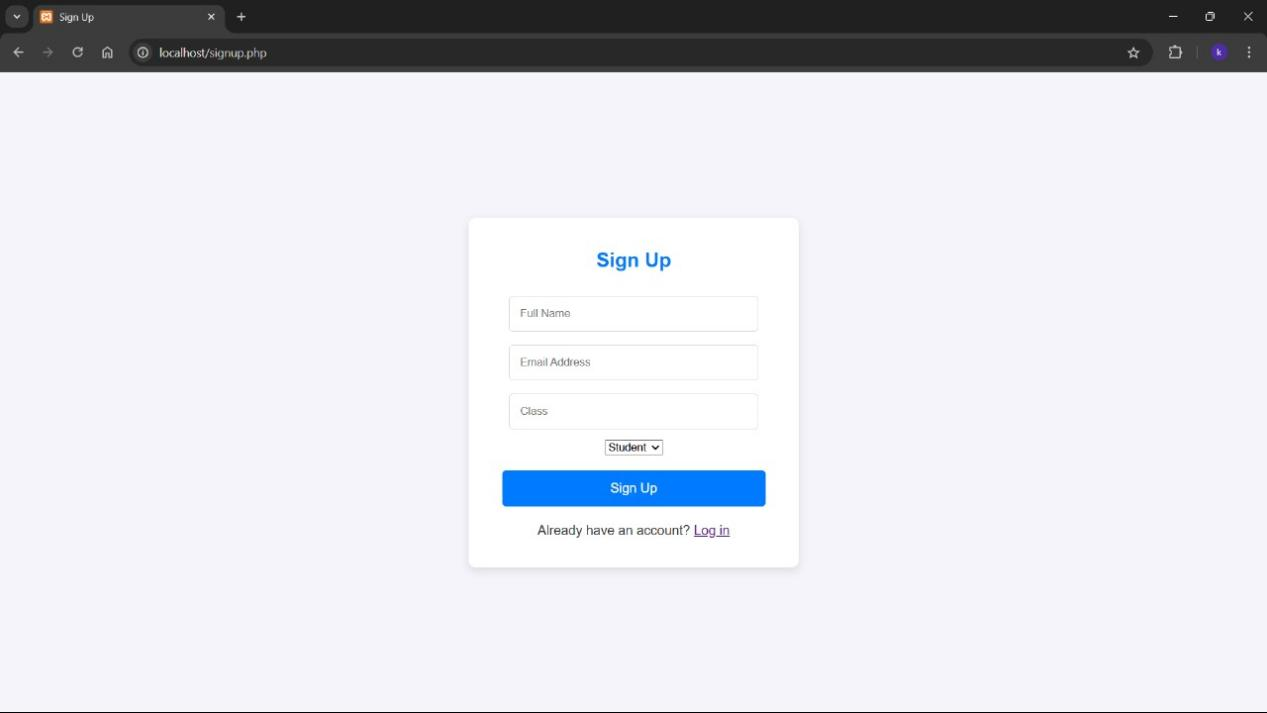 Sign Up
localhost/signup.php
k
Sign Up
Full Name
Email Address
Class
Student
Sign Up
Already have an account? Log in